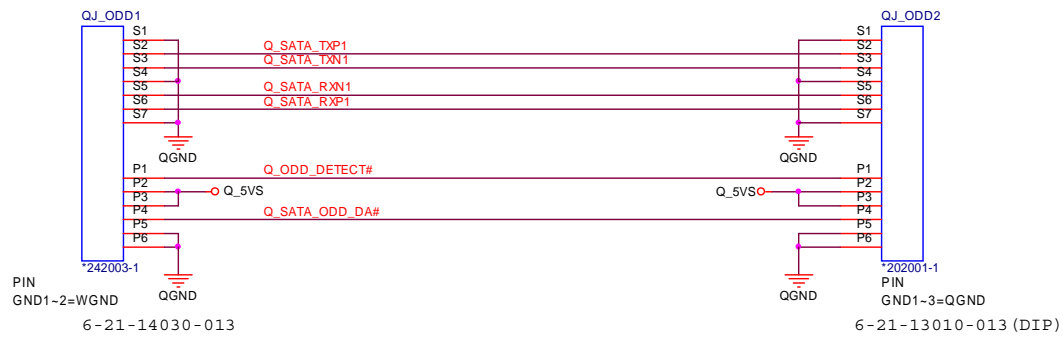 QJ_ODD1
S1
S2
S3
S4
S5
S6
S7
P1
P2
P3
P4
P5
P6
*242003-1
PIN
GND1~2=WGND
6-21-14030-013
Q_SATA_TXP1
Q_SATA_TXN1
Q_SATA_RXN1
Q_SATA_RXP1
QGND
Q_ODD_DETECT#
Q_5VS
Q_SATA_ODD_DA#
QGND
QGND
Q_5VS
QGND
QJ_ODD2
S1
S2
S3
S4
S5
S6
S7
P1
P2
P3
P4
P5
P6
*202001-1
PIN
GND1~3=QGND
6-21-13010-013(DIP)